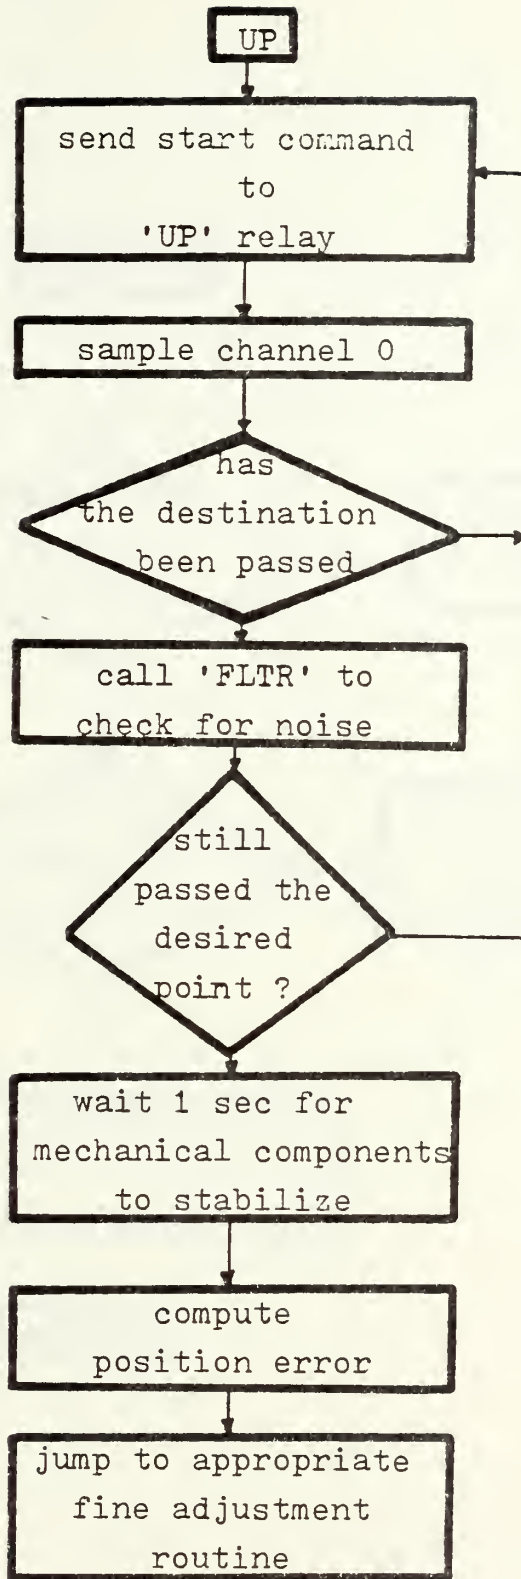 UP
send start command
to
'UP' relay
sample channel 0
has
the destination
been passed
call 'FLTR' to
check for noise
still
passed the
desired
point ?
wait 1 sec for
mechanical components
to stabilize
compute
position error
jump to appropriate
fine adjustment
routine